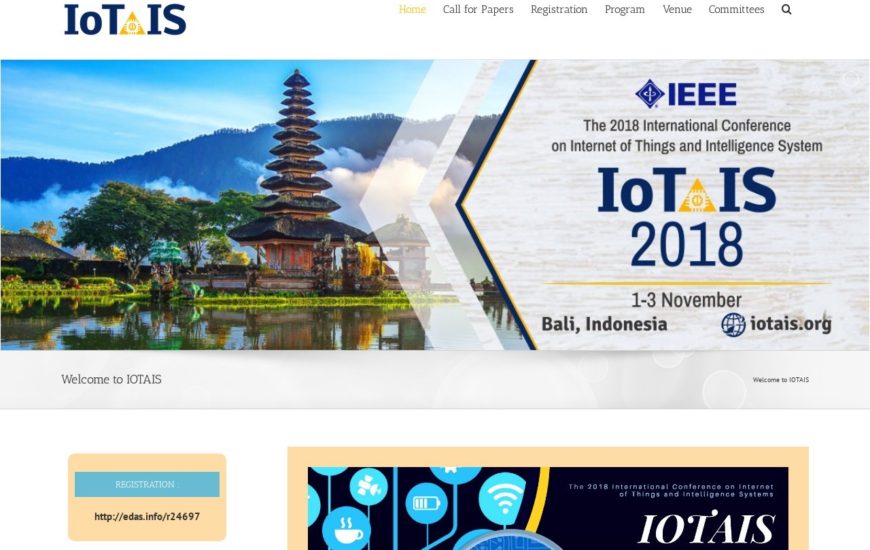 IoTAIS
Home Call for Papers Registration Program Venue Committees
IEEE
The 2018 International Conference
on Internet of Things and Intelligence System
IoTAIS
2018
1-3 November
Bali, Indonesia iotais.org
Welcome to IOTAIS
Welcome to IOTAIS
REGISTRATION :
http://edas.info/r24697
The 2018 International Conference on Internet
of Things and Intelligence Systems
IOTAIS